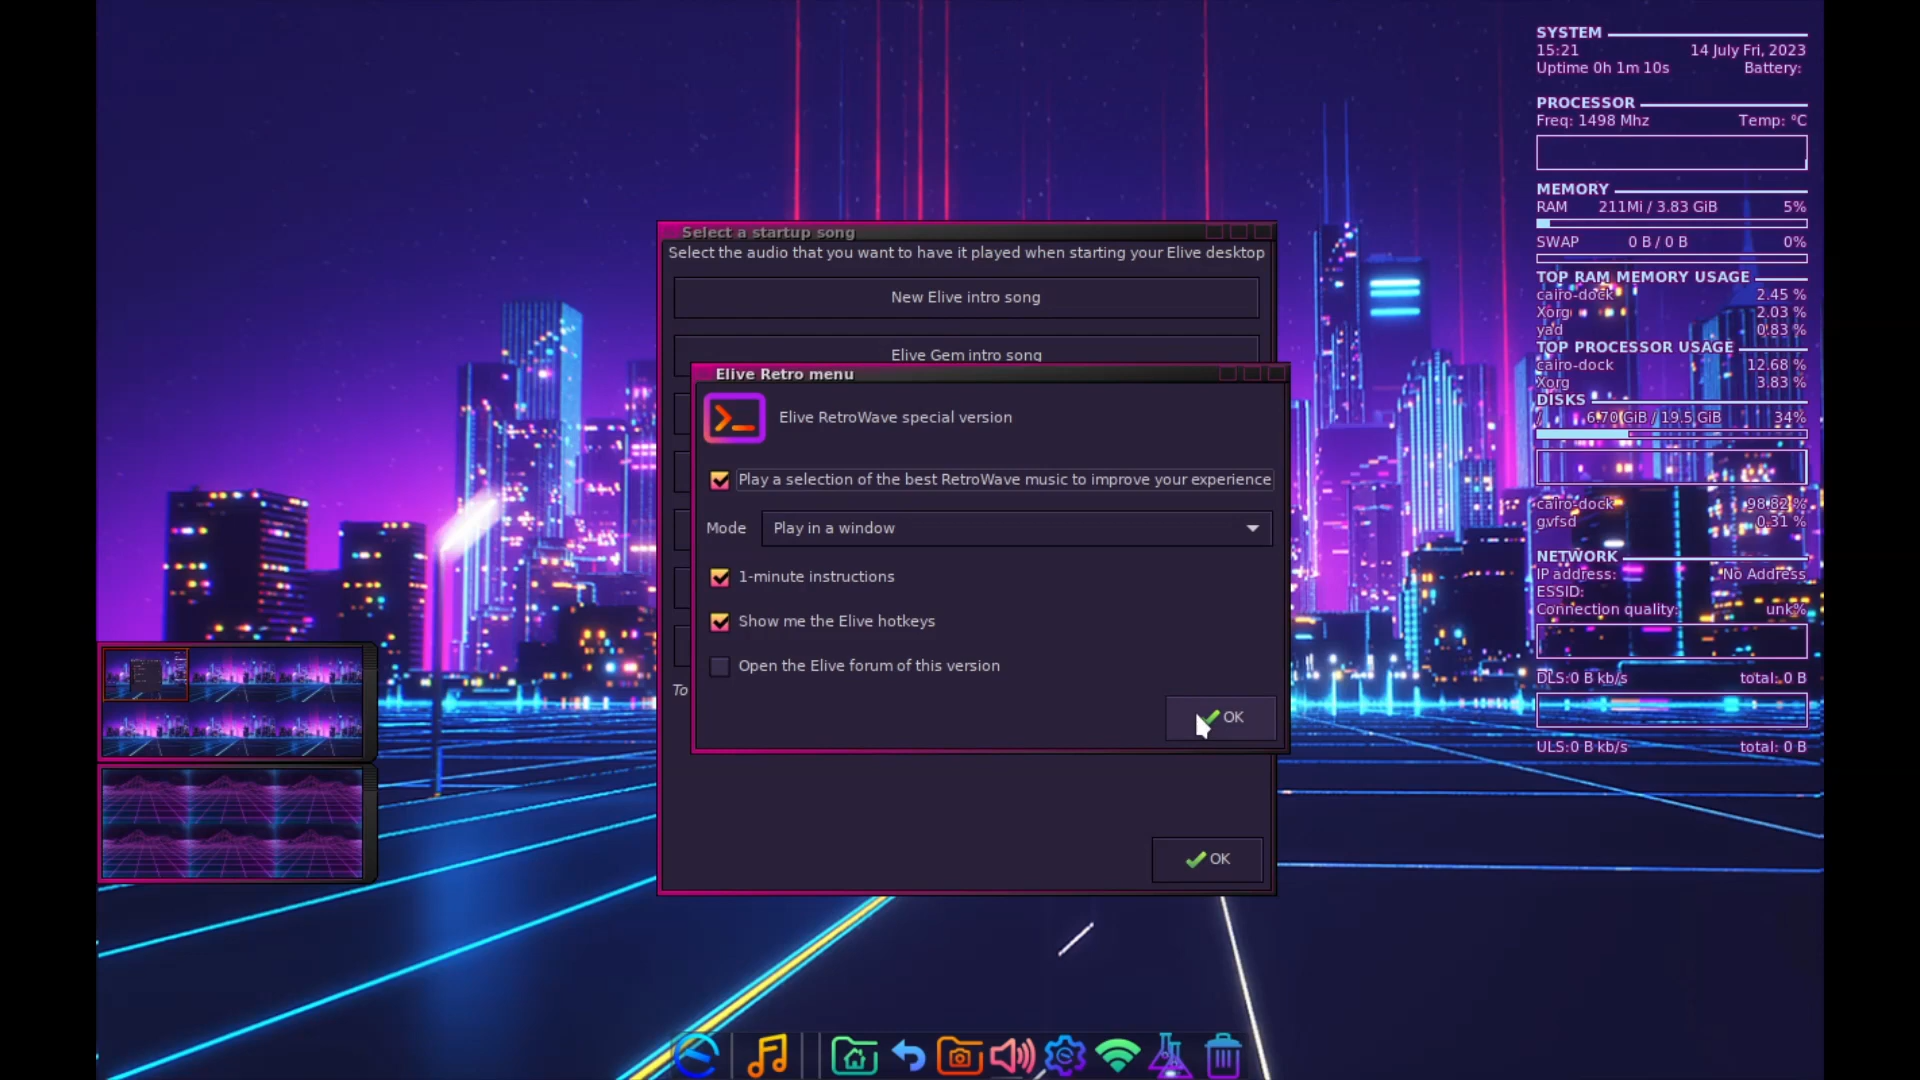 Select a startup song
Select the audio that you want to have it played when starting your Elive desktop
New Elive intro song
Elive Gem intro song
Elive Retro menu
Elive RetroWave special version
Play a selection of the best RetroWave music to improve your experience
Mode Play in a window
1-minute instructions
Show me the Elive hotkeys
Open the Elive forum of this version
To
OK
OK
SYSTEM
15:21 14 July Fri, 2023
Uptime 0h 1m 10s Battery:
PROCESSOR
Freq: 1498 Mhz Temp: °C
MEMORY
RAM 211Mi / 3.83 GiB 5%
SWAP 0 B / 0 B 0%
TOP RAM MEMORY USAGE
cairo-dock 2.45 %
Xorg 2.03 %
yad 0.83 %
TOP PROCESSOR USAGE
cairo-dock 12.68 %
Xorg 3.83 %
DISKS
/ 6.70 GiB / 19.5 GiB 34%
cairo-dock 98.82 %
gvfsd 0.31 %
NETWORK
IP address: No Address
ESSID:
Connection quality: unk%
DLS:0 B kb/s total: 0 B
ULS:0 B kb/s total: 0 B